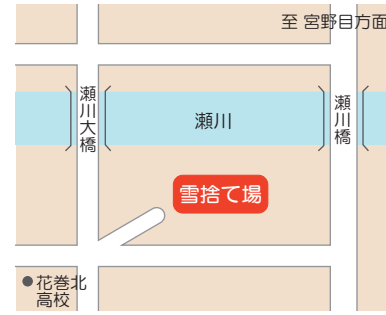 至 宮野目方面
瀬川大橋
瀬川
瀬川橋
雪捨て場
●花巻北
高校